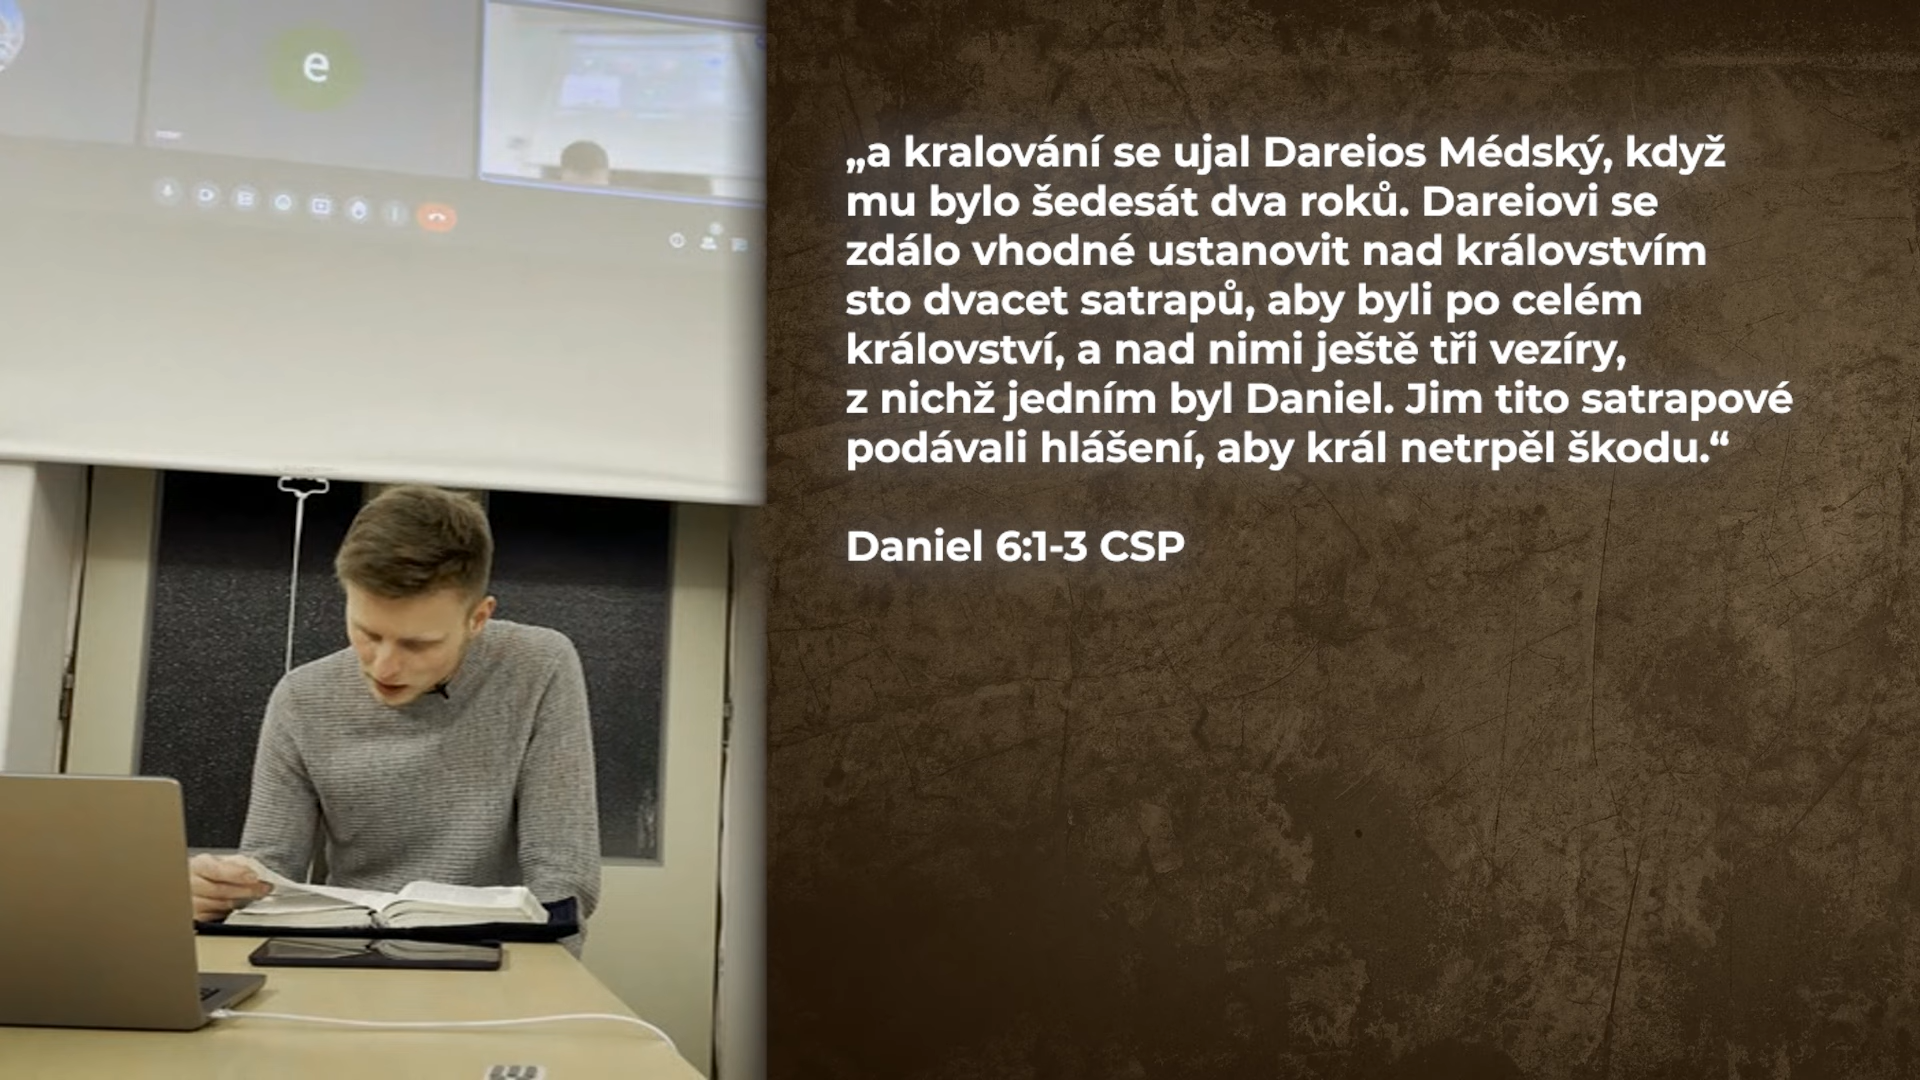 e
„a kralování se ujal Dareios Médský, když
mu bylo šedesát dva roků. Dareiovi se
zdálo vhodné ustanovit nad královstvím
sto dvacet satrapů, aby byli po celém
království, a nad nimi ještě tři vezíry,
z nichž jedním byl Daniel. Jim tito satrapové
podávali hlášení, aby král netrpěl škodu.“
Daniel 6:1-3 CSP